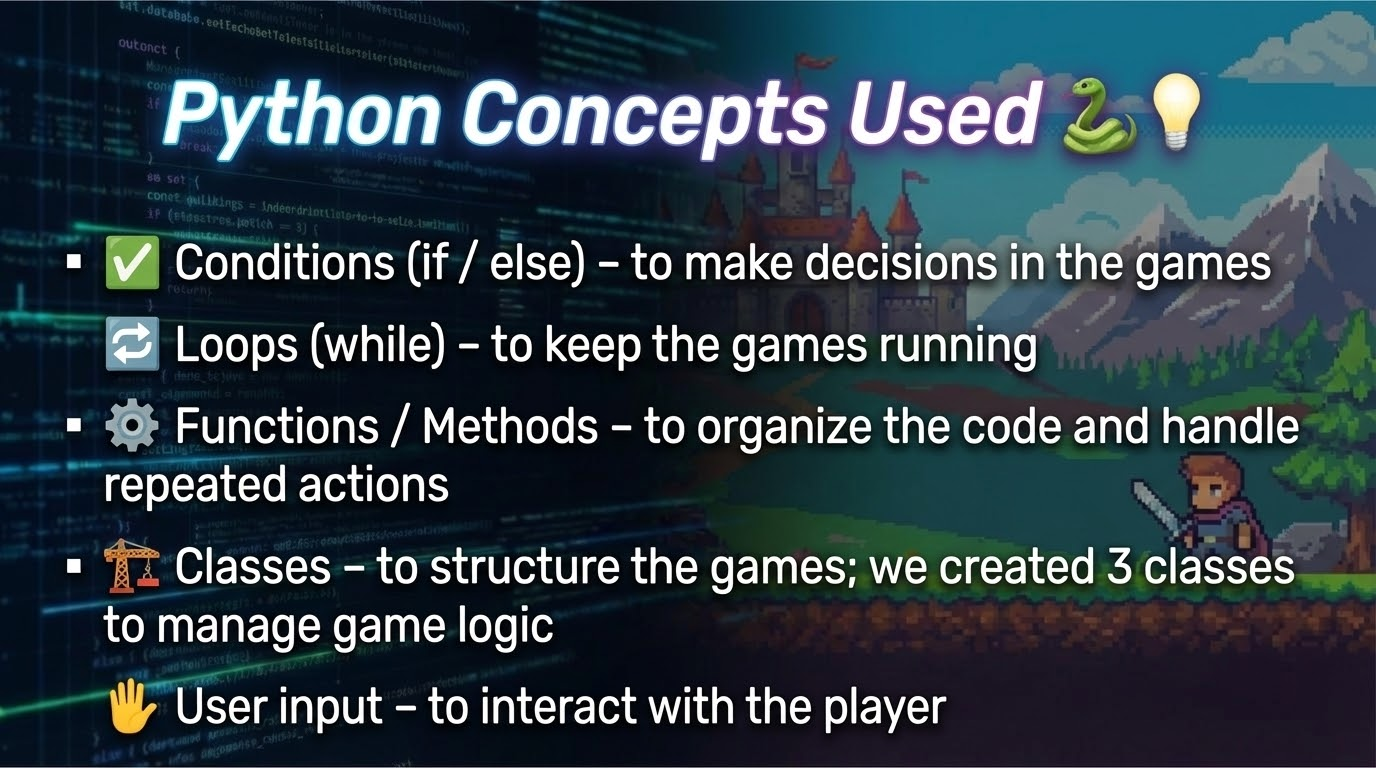 Python Concepts Used 🐍💡
▪ ✅ Conditions (if / else) – to make decisions in the games
🔁 Loops (while) – to keep the games running
▪ ⚙️ Functions / Methods – to organize the code and handle
repeated actions
▪ 🏗️ Classes – to structure the games; we created 3 classes
to manage game logic
🖐️ User input – to interact with the player